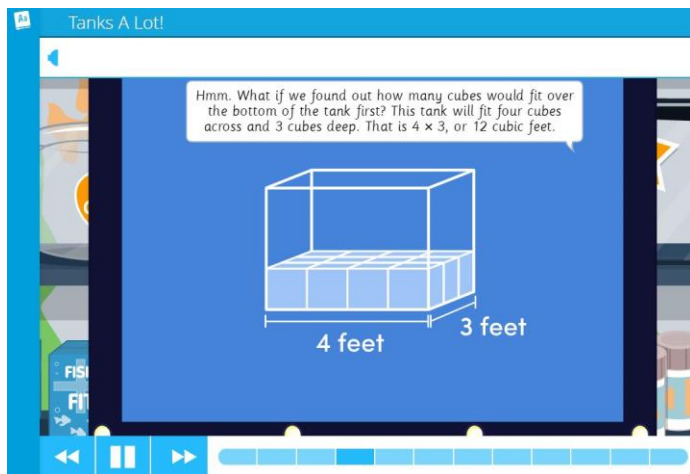 Aa
Tanks A Lot!
Hmm. What if we found out how many cubes would fit over
the bottom of the tank first? This tank will fit four cubes
across and 3 cubes deep. That is 4 × 3, or 12 cubic feet.
4 feet
3 feet